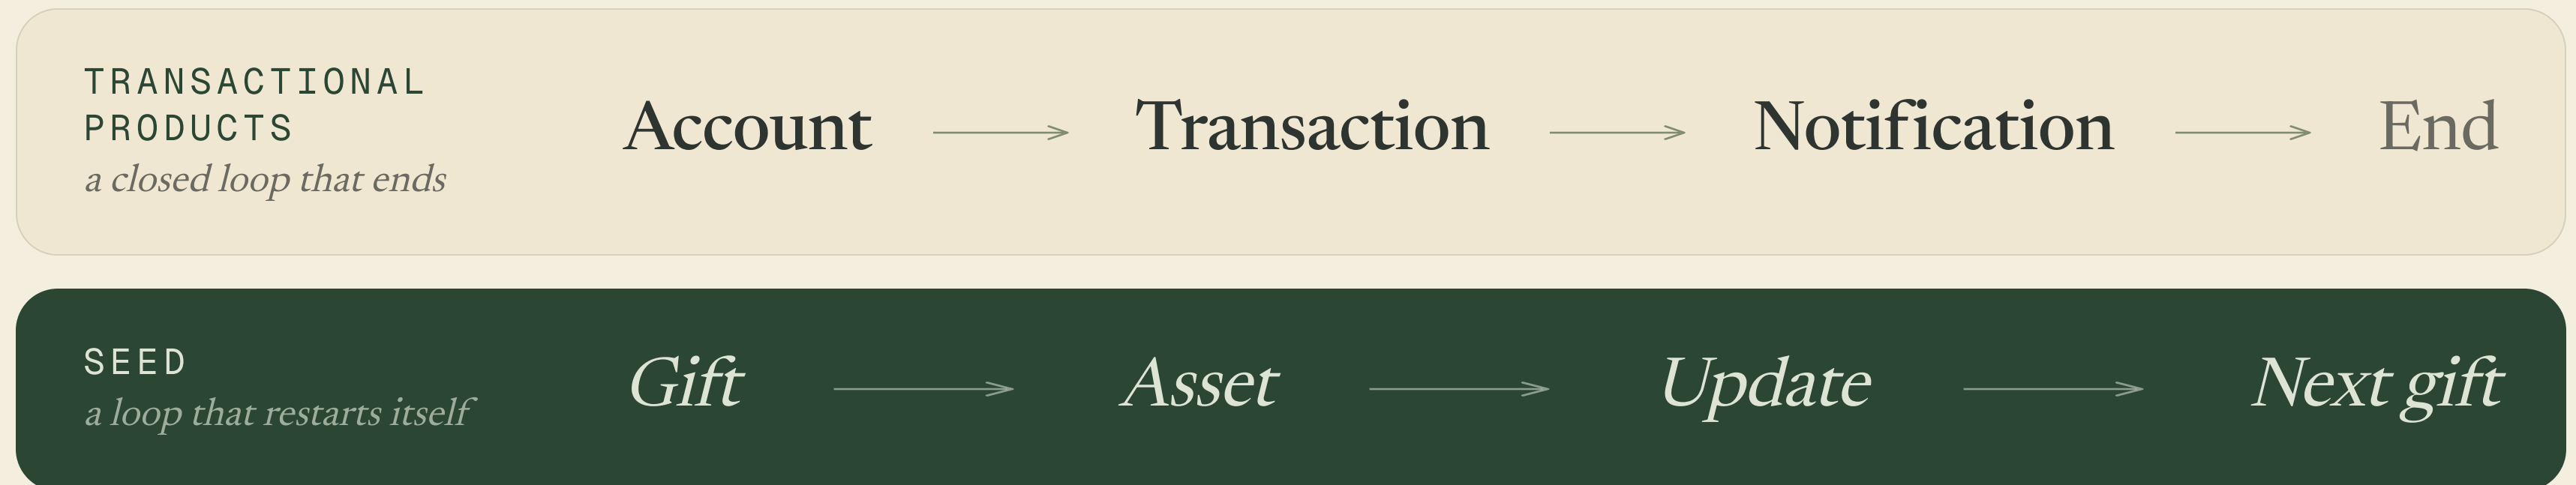 TRANSACTIONAL
PRODUCTS
a closed loop that ends
Account → Transaction → Notification → End
SEED
a loop that restarts itself
Gift → Asset → Update → Next gift